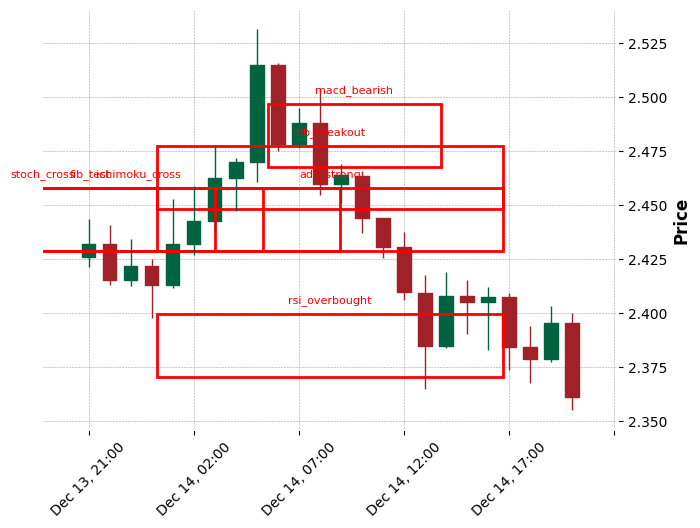 2.525
macd_bearish
2.500
bb_breakout
2.475
stoch_cross
fib_test
ichimoku_cross
adx_strong
2.450
Price
2.425
rsi_overbought
2.400
2.375
2.350
Dec 13, 21:00
Dec 14, 02:00
Dec 14, 07:00
Dec 14, 12:00
Dec 14, 17:00